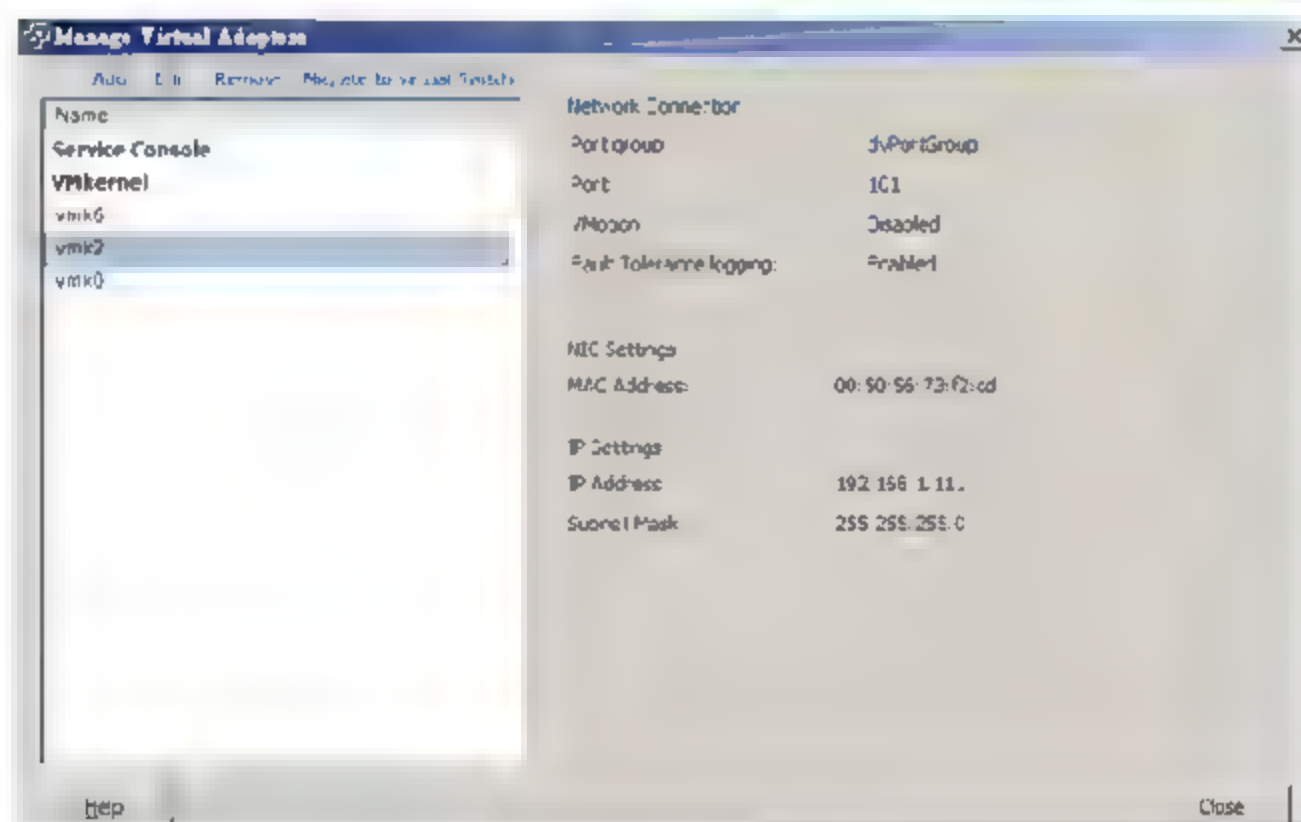 Manage Virtual Adapters
Add Edit Remove Migrate to Virtual Switch
Name
Service Console
VMkernel
vmk6
vmk2
vmk0
Network Connection
Port group dvPortGroup
Port: 101
VMotion Disabled
Fault Tolerance logging: Enabled
NIC Settings
MAC Address: 00:50:56:73:f2:cd
IP Settings
IP Address
Subnet Mask 255.255.255.0
Help
Close